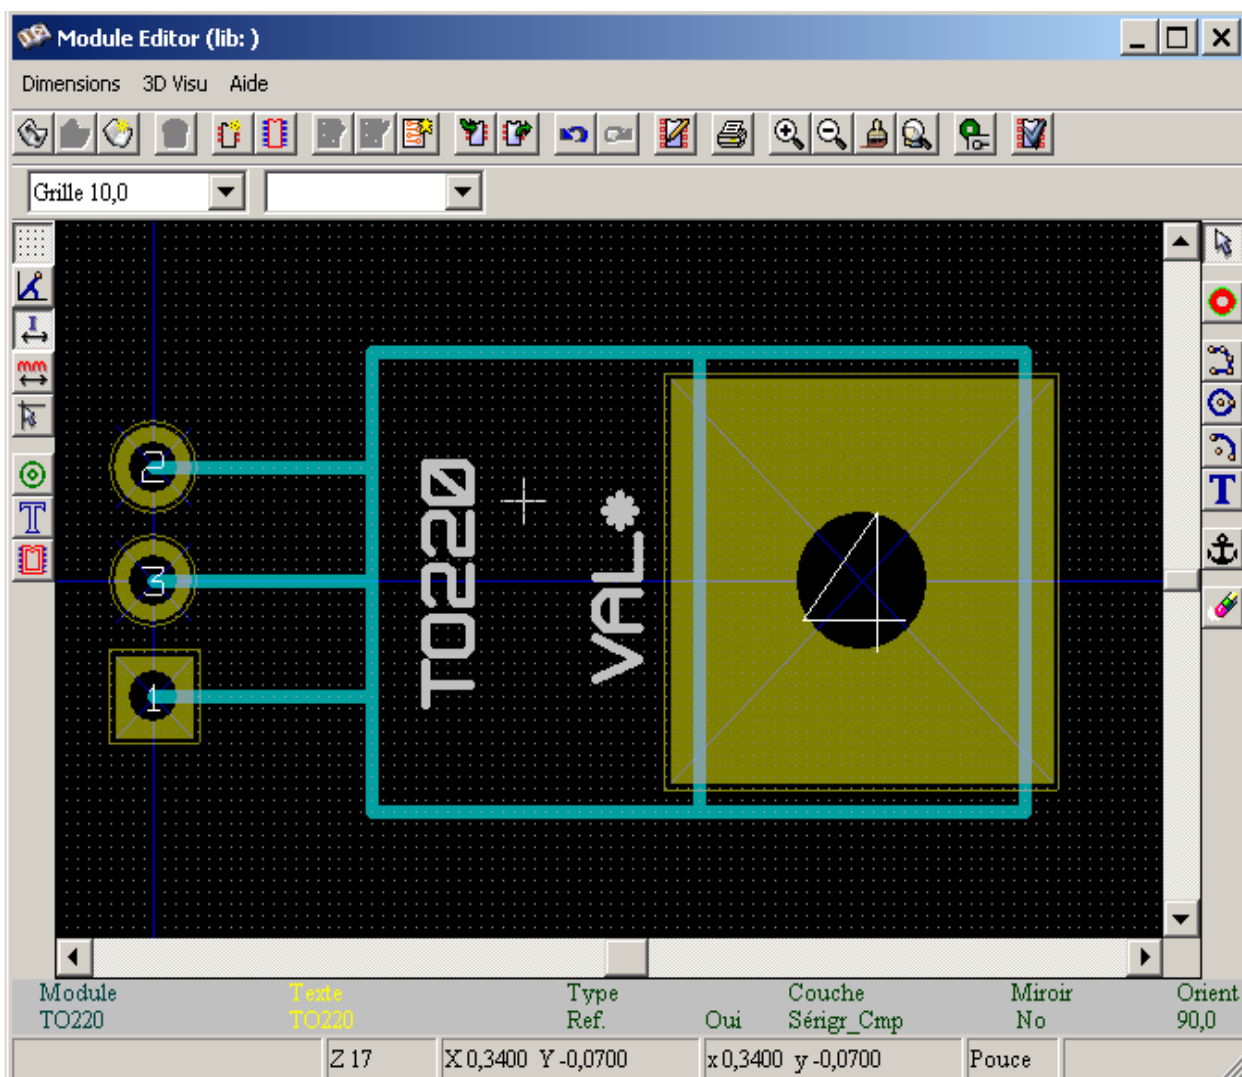 Module Editor (lib: )
Dimensions 3D Visu Aide
Grille 10,0
I
mm
T
T
2
3
1
TO220
VAL*
4
Module Texte Type Couche Miroir Orient
TO220 TO220 Ref. Oui Sérigr_Cmp No 90,0
Z 17 X 0,3400 Y -0,0700 x 0,3400 y -0,0700 Pouce